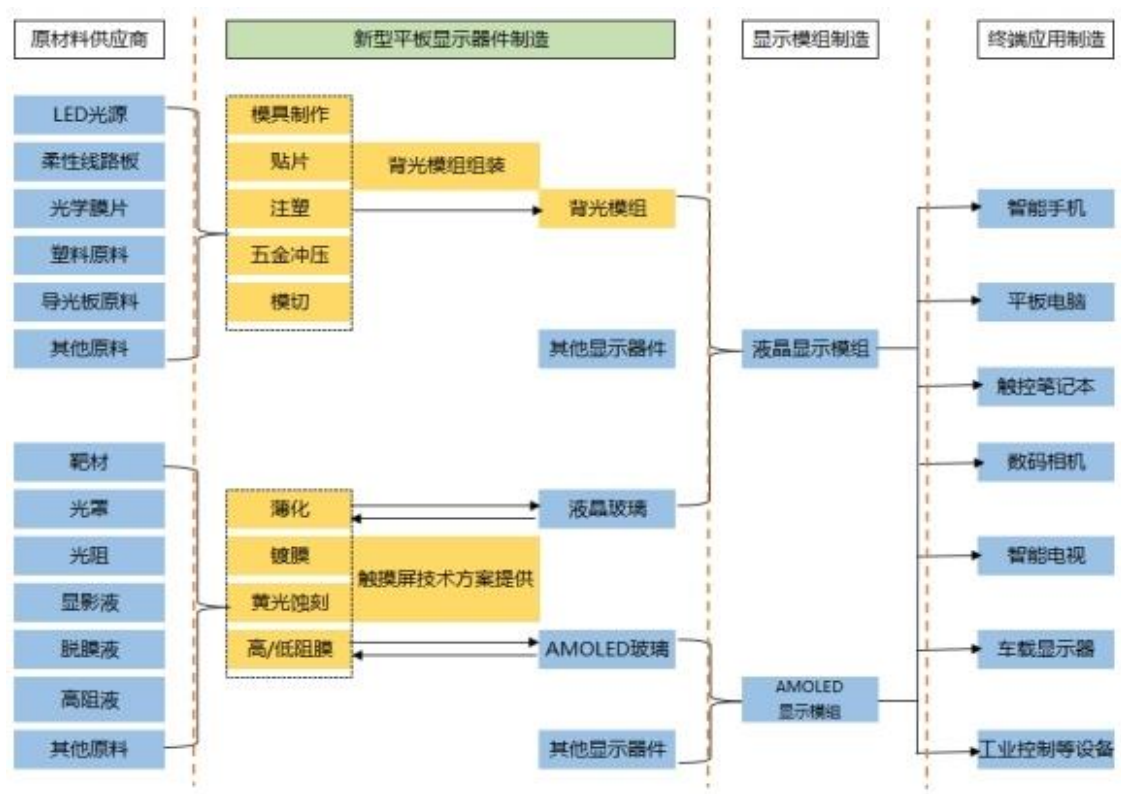 原材料供应商
新型平板显示器件制造
显示模组制造
终端应用制造
LED光源
柔性线路板
光学膜片
塑料原料
导光板原料
其他原料
靶材
光罩
光阻
显影液
脱膜液
高阻液
其他原料
模具制作
贴片
注塑
五金冲压
模切
背光模组组装
背光模组
其他显示器件
薄化
镀膜
黄光蚀刻
高/低阻膜
触摸屏技术方案提供
液晶玻璃
AMOLED玻璃
其他显示器件
液晶显示模组
AMOLED
显示模组
智能手机
平板电脑
触控笔记本
数码相机
智能电视
车载显示器
工业控制等设备